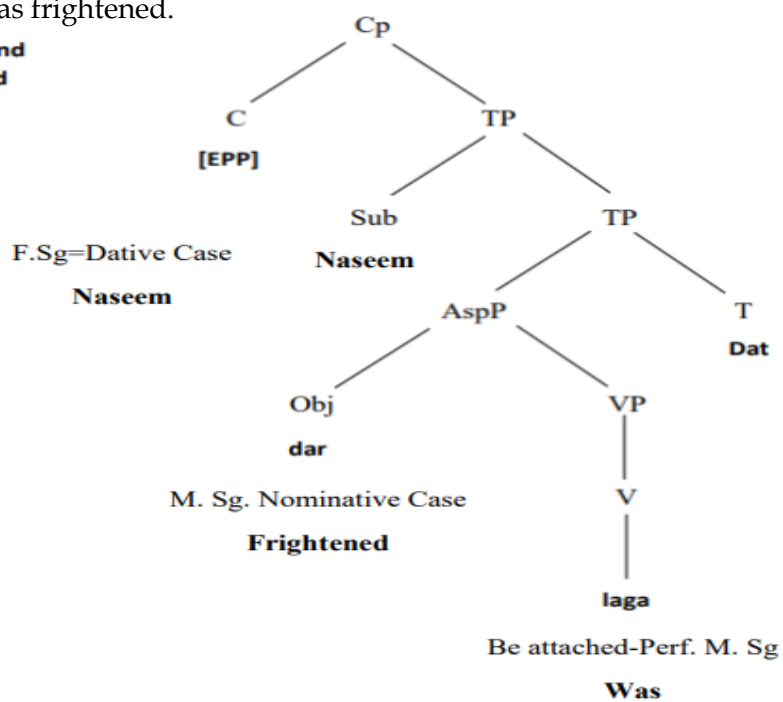 as frightened.
Cp
nd
d
C TP
[EPP]
Sub TP
F.Sg=Dative Case Naseem
Naseem
AspP T
Dat
Obj VP
dar
M. Sg. Nominative Case V
Frightened
laga
Be attached-Perf. M. Sg
Was